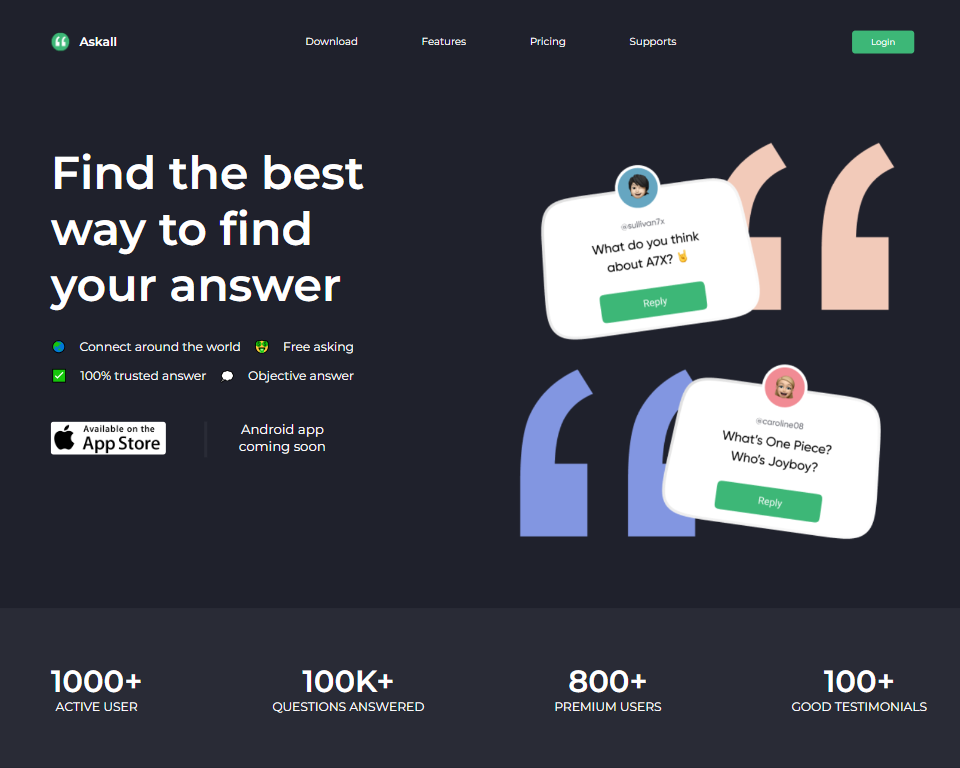 Askall
Download
Features
Pricing
Supports
Login
Find the best
way to find
your answer
Connect around the world
Free asking
100% trusted answer
Objective answer
Available on the
App Store
Android app
coming soon
@sullivan7x
What do you think
about A7X? 🤘
Reply
@caroline08
What's One Piece?
Who's Joyboy?
Reply
1000+
ACTIVE USER
100K+
QUESTIONS ANSWERED
800+
PREMIUM USERS
100+
GOOD TESTIMONIALS